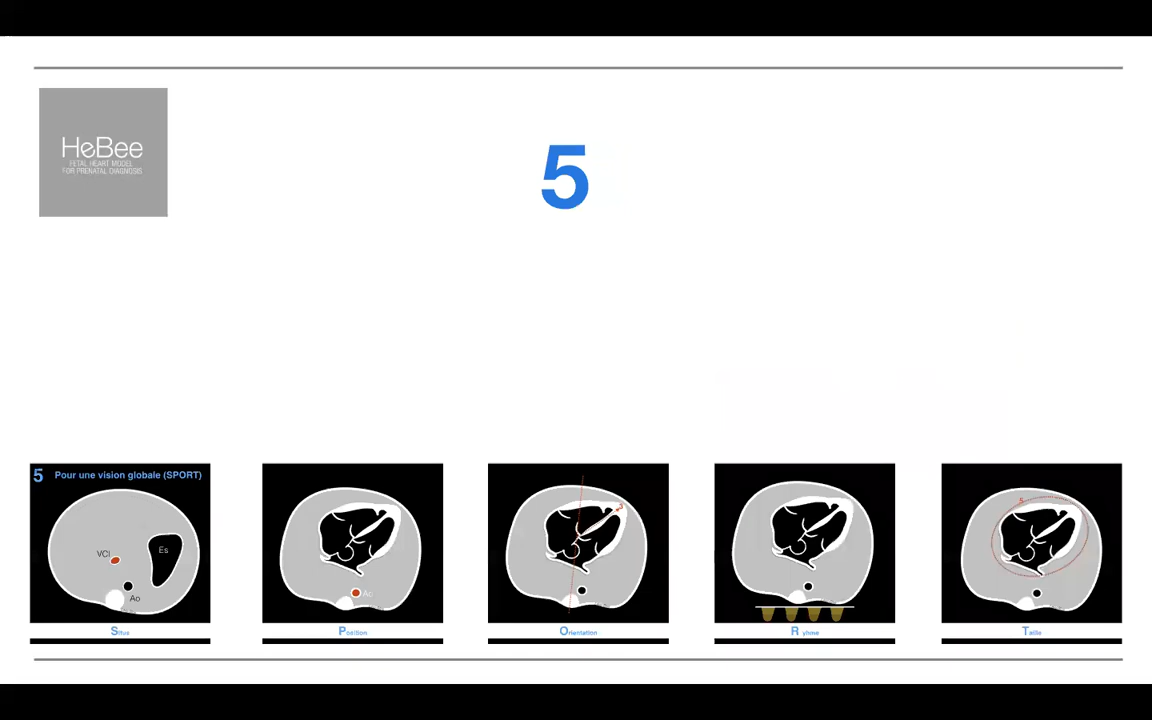 HeBee
FETAL HEART MODEL
FOR PRENATAL DIAGNOSIS
5
5 Pour une vision globale (SPORT)
VCI
Es
Ao
Situs
Ao
Position
Orientation
R ythme
Taille